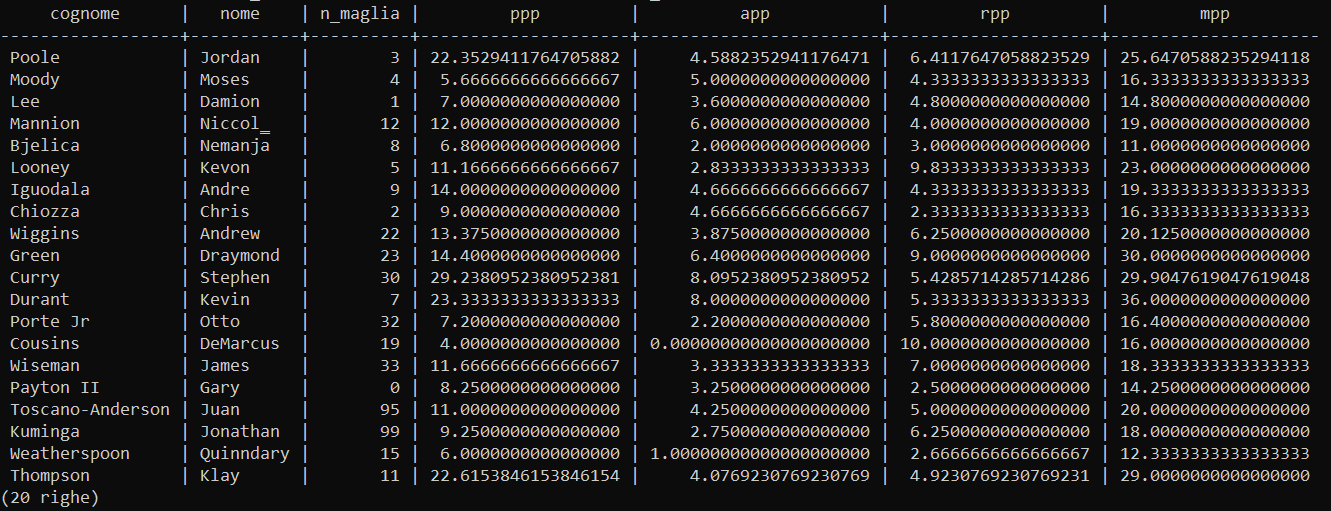 cognome | nome | n_maglia | ppp | app | rpp | mpp
------------------+-----------+----------+---------------------+------------------------+---------------------+---------------------
Poole | Jordan | 3 | 22.3529411764705882 | 4.5882352941176471 | 6.4117647058823529 | 25.6470588235294118
Moody | Moses | 4 | 5.6666666666666667 | 5.0000000000000000 | 4.3333333333333333 | 16.3333333333333333
Lee | Damion | 1 | 7.0000000000000000 | 3.6000000000000000 | 4.8000000000000000 | 14.8000000000000000
Mannion | Niccol_ | 12 | 12.0000000000000000 | 6.0000000000000000 | 4.0000000000000000 | 19.0000000000000000
Bjelica | Nemanja | 8 | 6.8000000000000000 | 2.0000000000000000 | 3.0000000000000000 | 11.0000000000000000
Looney | Kevon | 5 | 11.1666666666666667 | 2.8333333333333333 | 9.8333333333333333 | 23.0000000000000000
Iguodala | Andre | 9 | 14.0000000000000000 | 4.6666666666666667 | 4.3333333333333333 | 19.3333333333333333
Chiozza | Chris | 2 | 9.0000000000000000 | 4.6666666666666667 | 2.3333333333333333 | 16.3333333333333333
Wiggins | Andrew | 22 | 13.3750000000000000 | 3.8750000000000000 | 6.2500000000000000 | 20.1250000000000000
Green | Draymond | 23 | 14.4000000000000000 | 6.4000000000000000 | 9.0000000000000000 | 30.0000000000000000
Curry | Stephen | 30 | 29.2380952380952381 | 8.0952380952380952 | 5.4285714285714286 | 29.9047619047619048
Durant | Kevin | 7 | 23.3333333333333333 | 8.0000000000000000 | 5.3333333333333333 | 36.0000000000000000
Porte Jr | Otto | 32 | 7.2000000000000000 | 2.2000000000000000 | 5.8000000000000000 | 16.4000000000000000
Cousins | DeMarcus | 19 | 4.0000000000000000 | 0.00000000000000000000 | 10.0000000000000000 | 16.0000000000000000
Wiseman | James | 33 | 11.6666666666666667 | 3.3333333333333333 | 7.0000000000000000 | 18.3333333333333333
Payton II | Gary | 0 | 8.2500000000000000 | 3.2500000000000000 | 2.5000000000000000 | 14.2500000000000000
Toscano-Anderson | Juan | 95 | 11.0000000000000000 | 4.2500000000000000 | 5.0000000000000000 | 20.0000000000000000
Kuminga | Jonathan | 99 | 9.2500000000000000 | 2.7500000000000000 | 6.2500000000000000 | 18.0000000000000000
Weatherspoon | Quinndary | 15 | 6.0000000000000000 | 1.00000000000000000000 | 2.6666666666666667 | 12.3333333333333333
Thompson | Klay | 11 | 22.6153846153846154 | 4.0769230769230769 | 4.9230769230769231 | 29.0000000000000000
(20 righe)